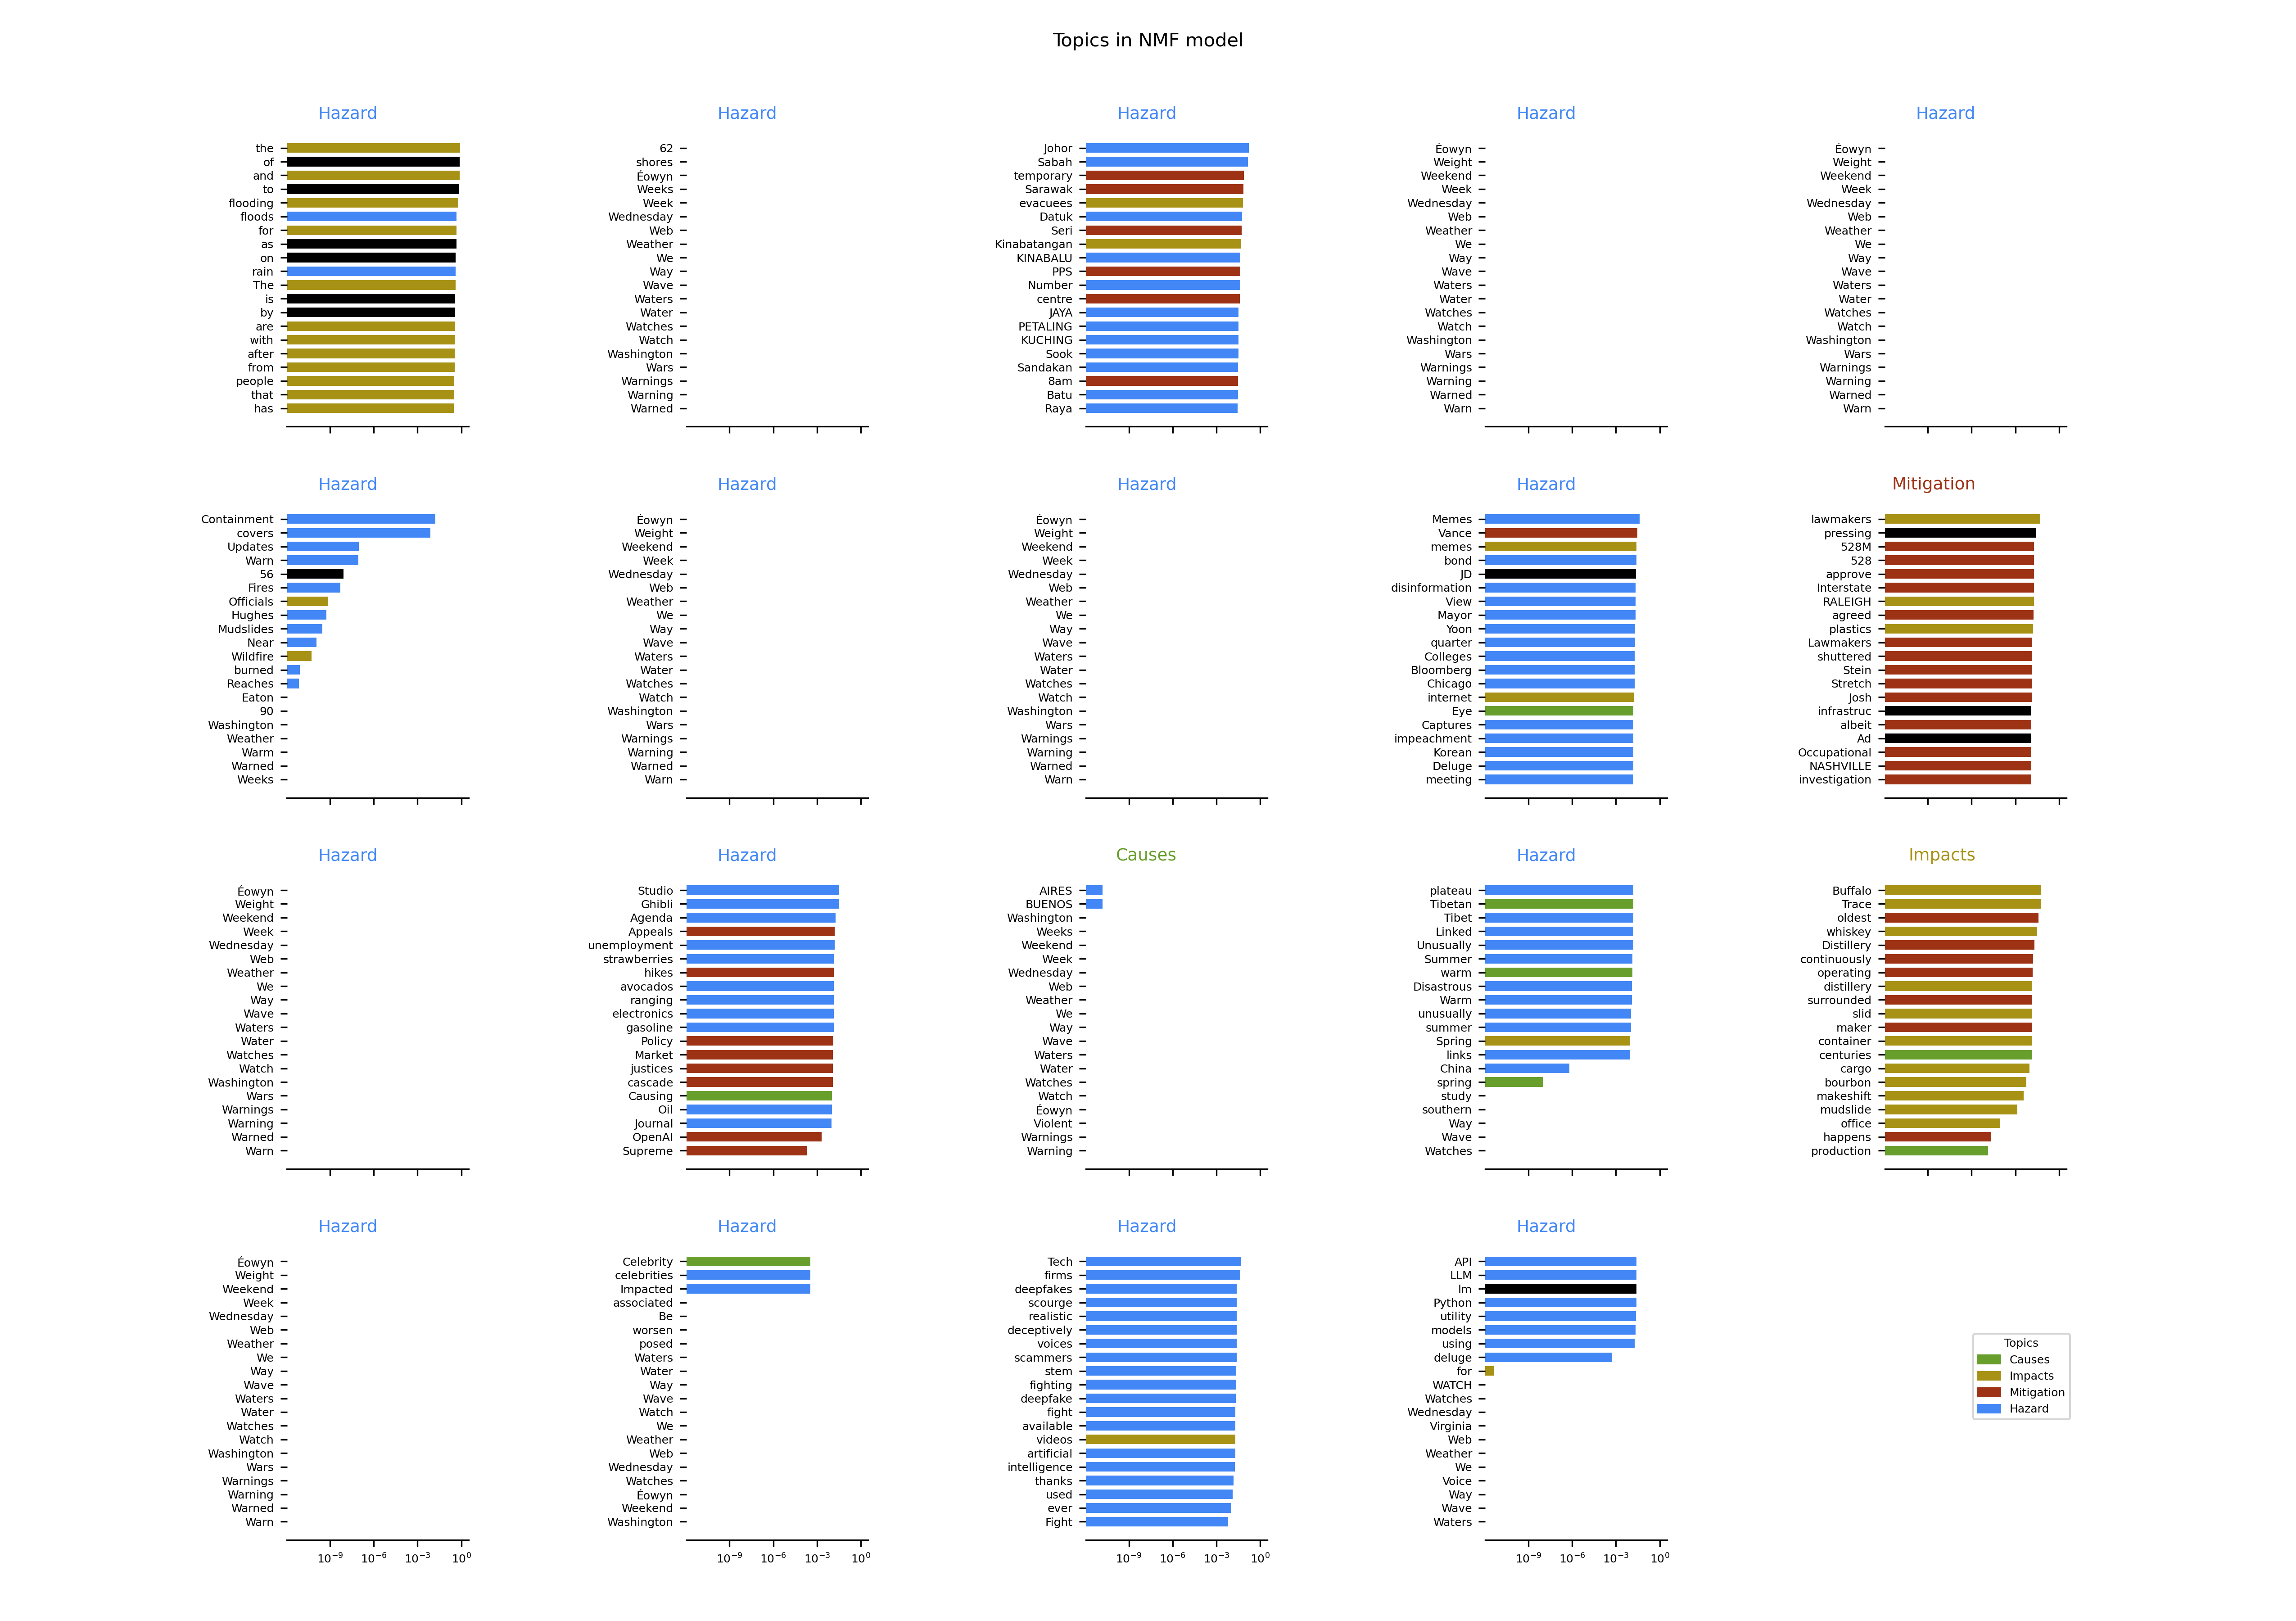 Topics in NMF model
Hazard
the
of
and
to
flooding
floods
for
as
on
rain
The
is
by
are
with
after
from
people
that
has
Hazard
62
shores
Éowyn
Weeks
Week
Wednesday
Web
Weather
We
Way
Wave
Waters
Water
Watches
Watch
Washington
Wars
Warnings
Warning
Warned
Hazard
Johor
Sabah
temporary
Sarawak
evacuees
Datuk
Seri
Kinabatangan
KINABALU
PPS
Number
centre
JAYA
PETALING
KUCHING
Sook
Sandakan
8am
Batu
Raya
Hazard
Éowyn
Weight
Weekend
Week
Wednesday
Web
Weather
We
Way
Wave
Waters
Water
Watches
Watch
Washington
Wars
Warnings
Warning
Warned
Warn
Hazard
Éowyn
Weight
Weekend
Week
Wednesday
Web
Weather
We
Way
Wave
Waters
Water
Watches
Watch
Washington
Wars
Warnings
Warning
Warned
Warn
Hazard
Containment
covers
Updates
Warn
56
Fires
Officials
Hughes
Mudslides
Near
Wildfire
burned
Reaches
Eaton
90
Washington
Weather
Warm
Warned
Weeks
Hazard
Éowyn
Weight
Weekend
Week
Wednesday
Web
Weather
We
Way
Wave
Waters
Water
Watches
Watch
Washington
Wars
Warnings
Warning
Warned
Warn
Hazard
Éowyn
Weight
Weekend
Week
Wednesday
Web
Weather
We
Way
Wave
Waters
Water
Watches
Watch
Washington
Wars
Warnings
Warning
Warned
Warn
Hazard
Memes
Vance
memes
bond
JD
disinformation
View
Mayor
Yoon
quarter
Colleges
Bloomberg
Chicago
internet
Eye
Captures
impeachment
Korean
Deluge
meeting
Mitigation
lawmakers
pressing
528M
528
approve
Interstate
RALEIGH
agreed
plastics
Lawmakers
shuttered
Stein
Stretch
Josh
infrastruc
albeit
Ad
Occupational
NASHVILLE
investigation
Hazard
Éowyn
Weight
Weekend
Week
Wednesday
Web
Weather
We
Way
Wave
Waters
Water
Watches
Watch
Washington
Wars
Warnings
Warning
Warned
Warn
Hazard
Studio
Ghibli
Agenda
Appeals
unemployment
strawberries
hikes
avocados
ranging
electronics
gasoline
Policy
Market
justices
cascade
Causing
Oil
Journal
OpenAI
Supreme
Causes
AIRES
BUENOS
Washington
Weeks
Weekend
Week
Wednesday
Web
Weather
We
Way
Wave
Waters
Water
Watches
Watch
Éowyn
Violent
Warnings
Warning
Hazard
plateau
Tibetan
Tibet
Linked
Unusually
Summer
warm
Disastrous
Warm
unusually
summer
Spring
links
China
spring
study
southern
Way
Wave
Watches
Impacts
Buffalo
Trace
oldest
whiskey
Distillery
continuously
operating
distillery
surrounded
slid
maker
container
centuries
cargo
bourbon
makeshift
mudslide
office
happens
production
Hazard
Éowyn
Weight
Weekend
Week
Wednesday
Web
Weather
We
Way
Wave
Waters
Water
Watches
Watch
Washington
Wars
Warnings
Warning
Warned
Warn
10⁻⁹ 10⁻⁶ 10⁻³ 10⁰
Hazard
Celebrity
celebrities
Impacted
associated
Be
worsen
posed
Waters
Water
Way
Wave
Watch
We
Weather
Web
Wednesday
Watches
Éowyn
Weekend
Washington
10⁻⁹ 10⁻⁶ 10⁻³ 10⁰
Hazard
Tech
firms
deepfakes
scourge
realistic
deceptively
voices
scammers
stem
fighting
deepfake
fight
available
videos
artificial
intelligence
thanks
used
ever
Fight
10⁻⁹ 10⁻⁶ 10⁻³ 10⁰
Hazard
API
LLM
lm
Python
utility
models
using
deluge
for
WATCH
Watches
Wednesday
Virginia
Web
Weather
We
Voice
Way
Wave
Waters
10⁻⁹ 10⁻⁶ 10⁻³ 10⁰
Topics
Causes
Impacts
Mitigation
Hazard